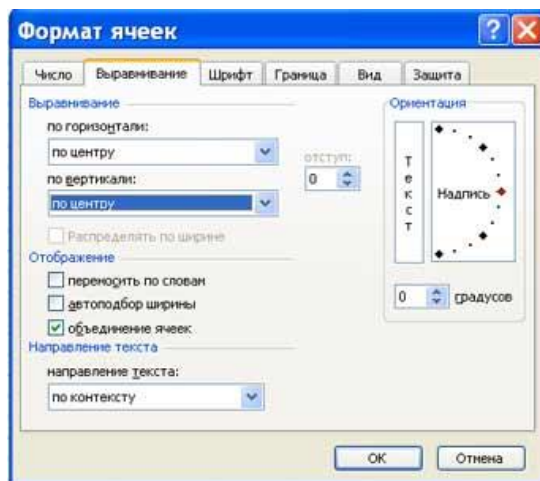 Формат ячеек
Число Выравнивание Шрифт Граница Вид Защита
Выравнивание
по горизонтали:
по центру
отступ:
0
по вертикали:
по центру
Распределять по ширине
Отображение
переносить по словам
автоподбор ширины
объединение ячеек
Направление текста
направление текста:
по контексту
Ориентация
Текст
Надпись
0 градусов
ОК Отмена